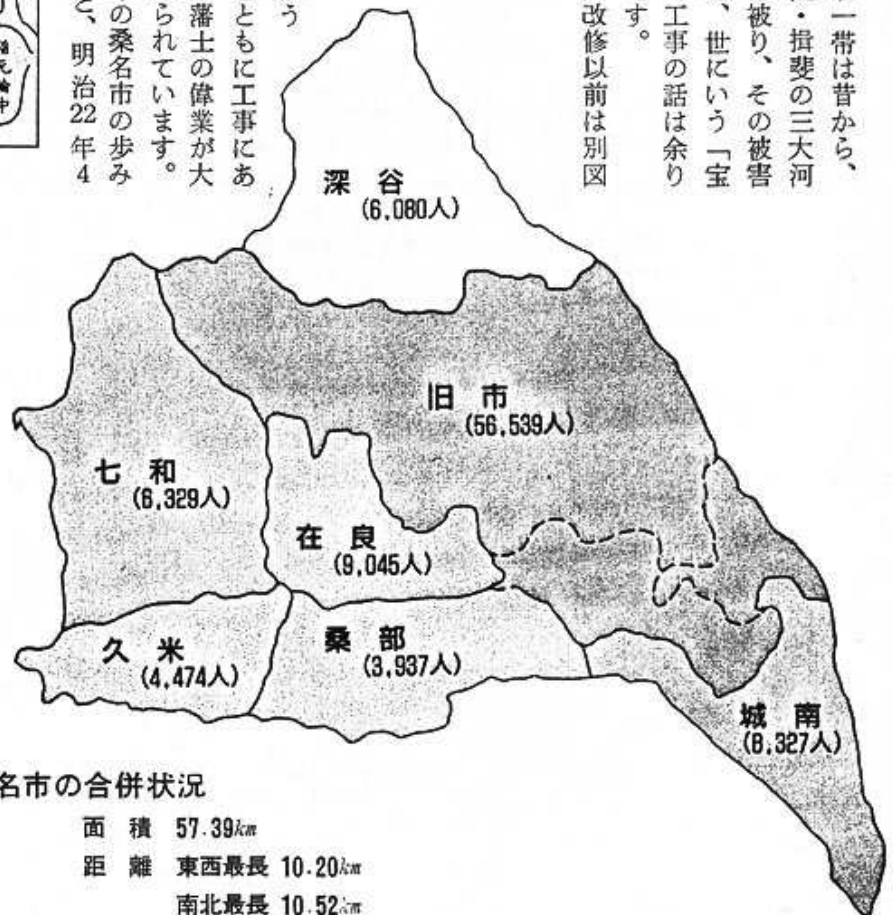 一帯は昔から、
・揖斐の三大河
被り、その被害
、世にいう「宝
工事の話は余り
す。
改修以前は別図
う
ともに工事にあ
藩士の偉業が大
られています。
の桑名市の歩み
と、明治22年4
輪中
深谷
(6,080人)
旧市
(56,539人)
七和
(6,329人)
在良
(9,045人)
久米
(4,474人)
桑部
(3,937人)
城南
(8,327人)
名市の合併状況
面積 57.39km
距離 東西最長 10.20km
南北最長 10.52km